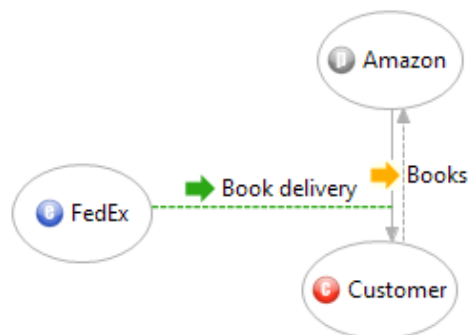 p Amazon
Book delivery
Books
e FedEx
c Customer